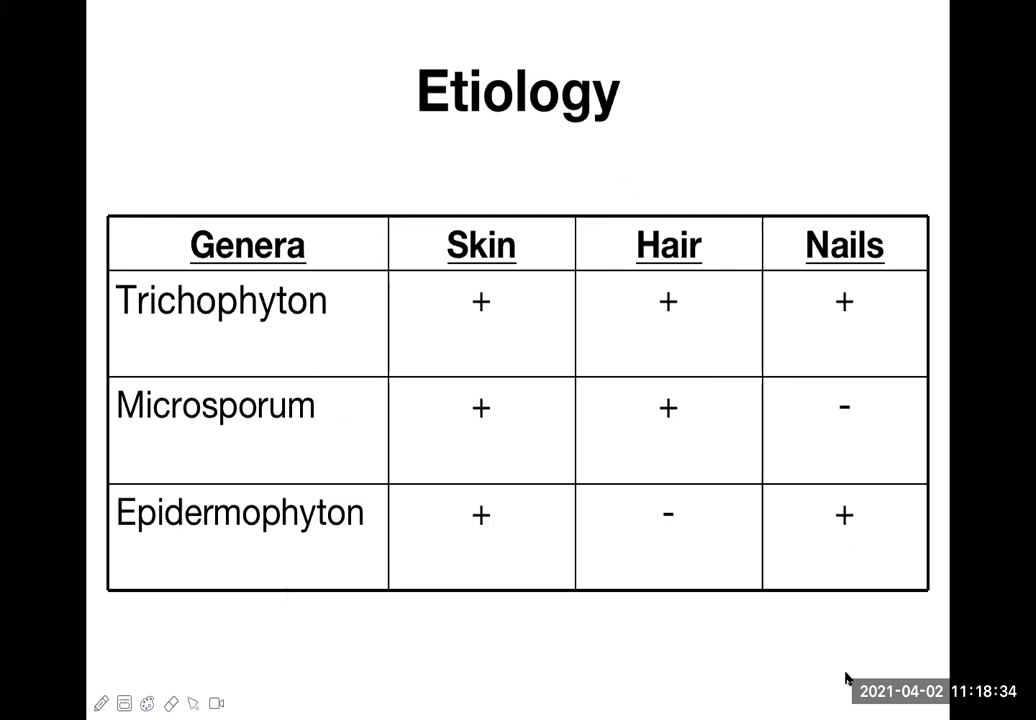 Etiology
Genera Skin Hair Nails
Trichophyton + + +
Microsporum + + -
Epidermophyton + - +
2021-04-02 11:18:34